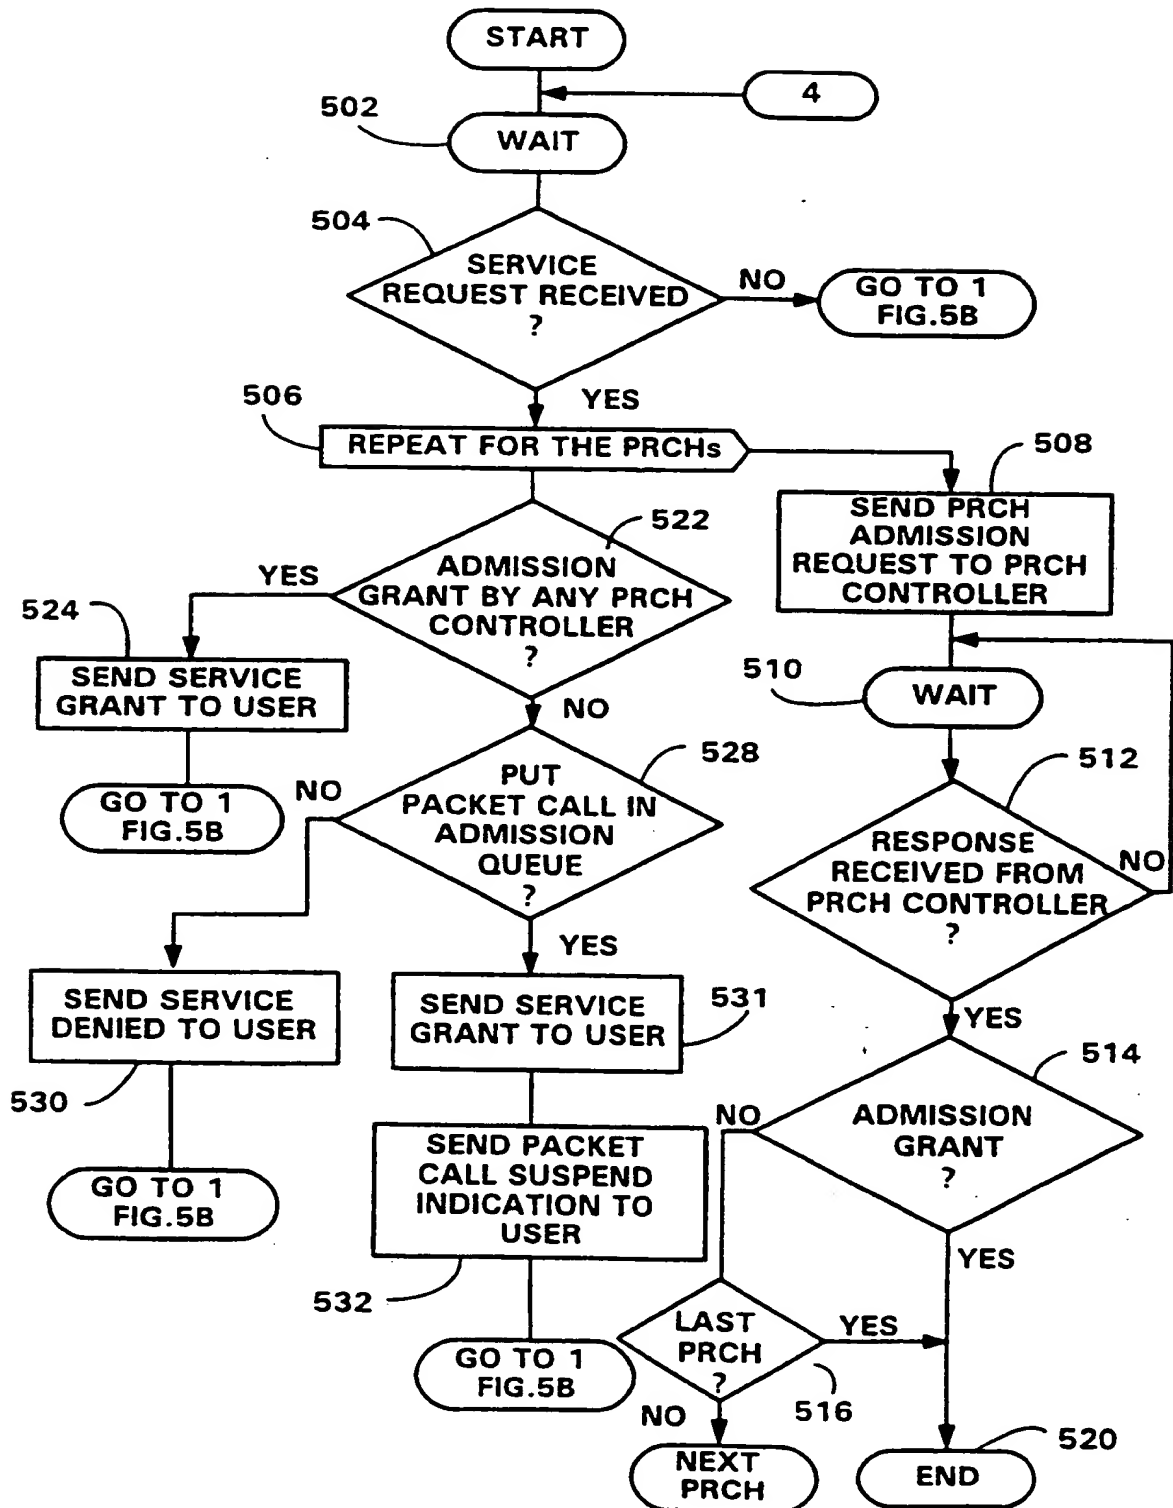 START
4
502
WAIT
504
SERVICE
REQUEST RECEIVED
?
NO
GO TO 1
FIG.5B
YES
506
REPEAT FOR THE PRCHs
508
SEND PRCH
ADMISSION
REQUEST TO PRCH
CONTROLLER
522
ADMISSION
GRANT BY ANY PRCH
CONTROLLER
?
YES
524
SEND SERVICE
GRANT TO USER
GO TO 1
FIG.5B
NO
510
WAIT
528
PUT
PACKET CALL IN
ADMISSION
QUEUE
?
NO
512
RESPONSE
RECEIVED FROM
PRCH CONTROLLER
?
NO
YES
SEND SERVICE
DENIED TO USER
530
GO TO 1
FIG.5B
YES
SEND SERVICE
GRANT TO USER
531
SEND PACKET
CALL SUSPEND
INDICATION TO
USER
532
GO TO 1
FIG.5B
514
ADMISSION
GRANT
?
NO
YES
LAST
PRCH
?
YES
516
NO
NEXT
PRCH
520
END